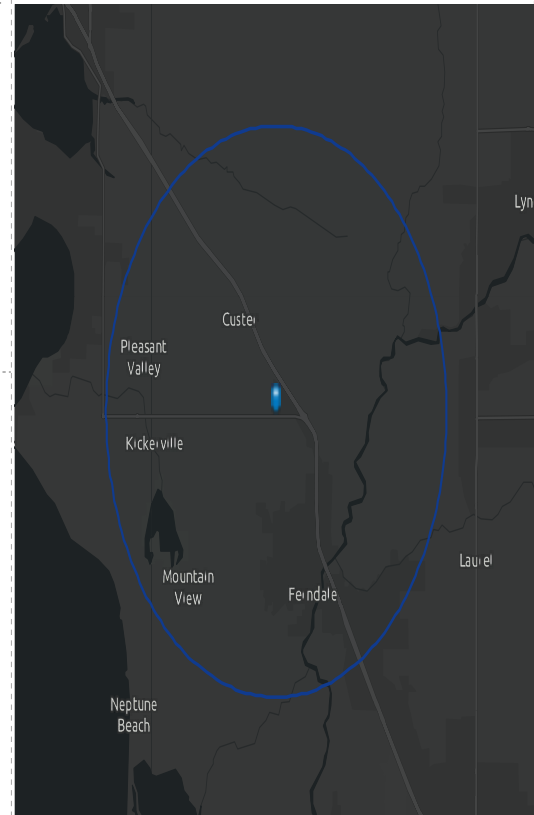 Lyn
Custer
Pleasant
Valley
Kickerville
Mountain
View
Ferndale
Laurel
Neptune
Beach